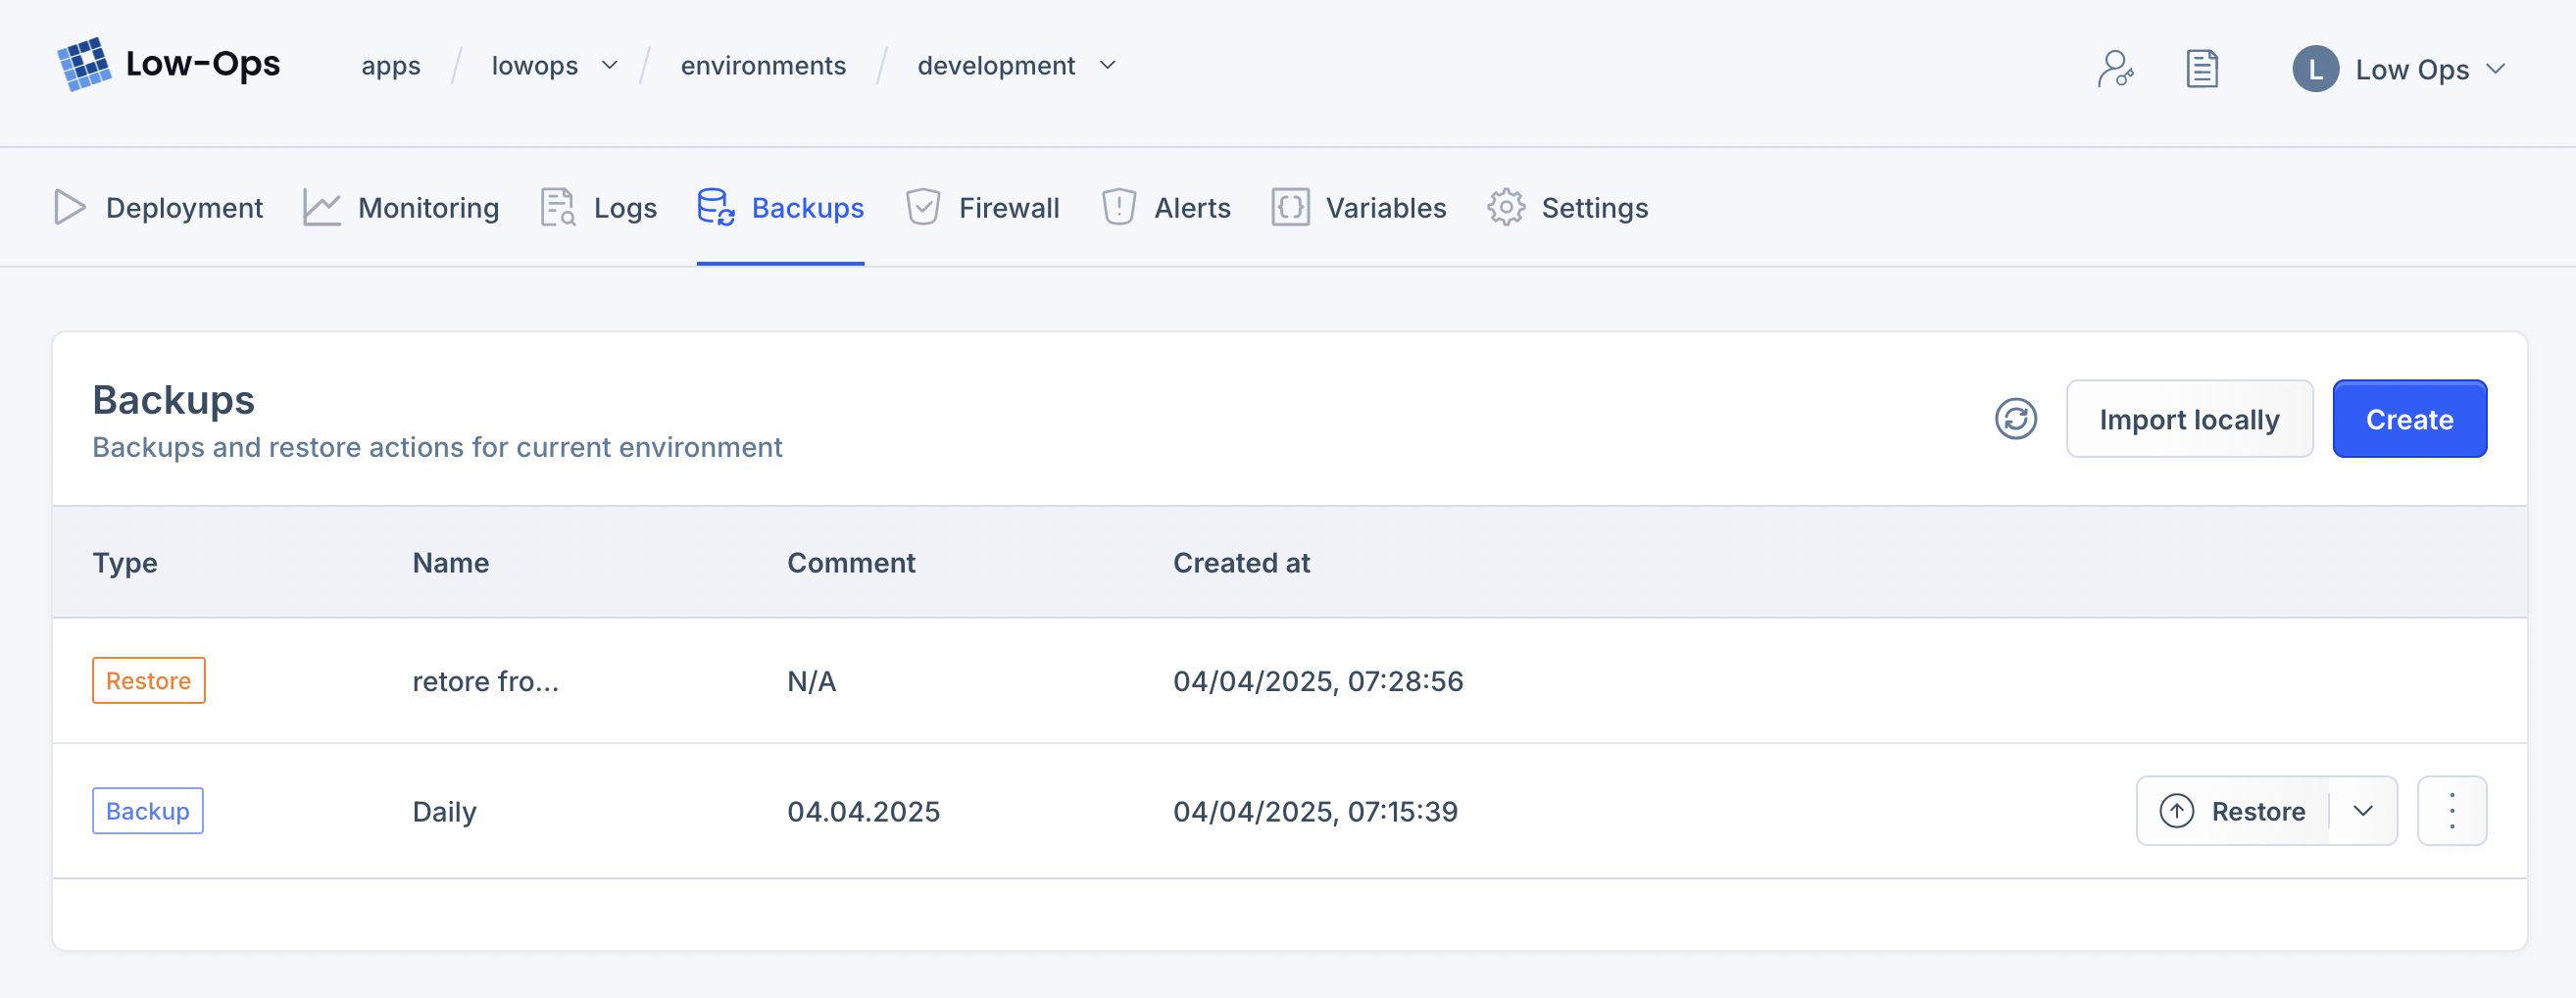 Low-Ops apps / lowops / environments / development L Low Ops
Deployment Monitoring Logs Backups Firewall Alerts Variables Settings
Backups
Backups and restore actions for current environment
Import locally Create
Type Name Comment Created at
Restore retore fro... N/A 04/04/2025, 07:28:56
Backup Daily 04.04.2025 04/04/2025, 07:15:39 Restore